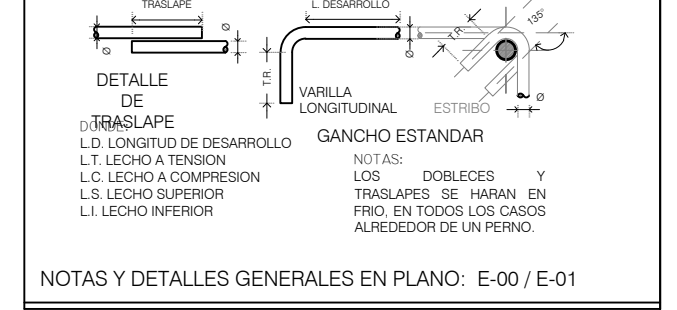 TRASLAPE
L. DESARROLLO
135°
T.R.
Ø
Ø
Ø
T.R.
Ø
DETALLE
DE
TRASLAPE
VARILLA
LONGITUDINAL
ESTRIBO
DONDE:
L.D. LONGITUD DE DESARROLLO
L.T. LECHO A TENSION
L.C. LECHO A COMPRESION
L.S. LECHO SUPERIOR
L.I. LECHO INFERIOR
GANCHO ESTANDAR
NOTAS:
LOS DOBLECES Y
TRASLAPES SE HARAN EN
FRIO, EN TODOS LOS CASOS
ALREDEDOR DE UN PERNO.
NOTAS Y DETALLES GENERALES EN PLANO: E-00 / E-01